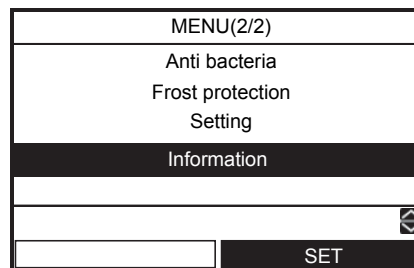 MENU(2/2)
Anti bacteria
Frost protection
Setting
Information
SET